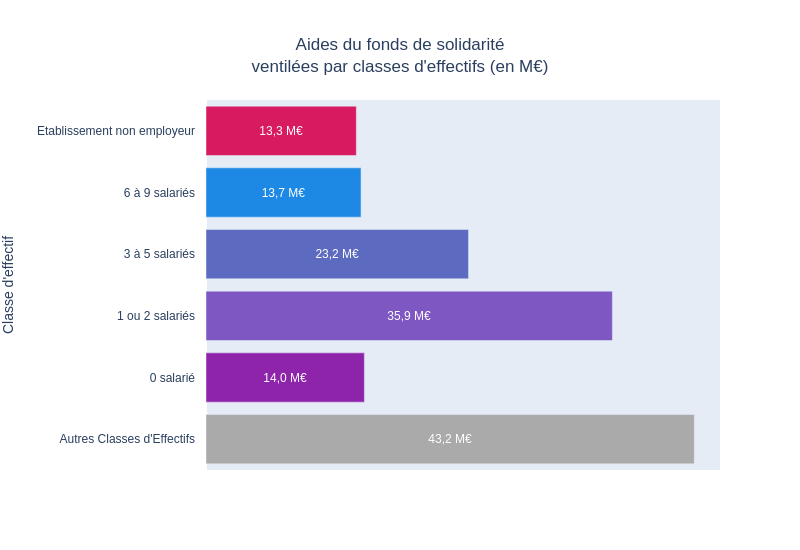 Aides du fonds de solidarité
ventilées par classes d'effectifs (en M€)
Classe d'effectif
Etablissement non employeur
13,3 M€
6 à 9 salariés
13,7 M€
3 à 5 salariés
23,2 M€
1 ou 2 salariés
35,9 M€
0 salarié
14,0 M€
Autres Classes d'Effectifs
43,2 M€